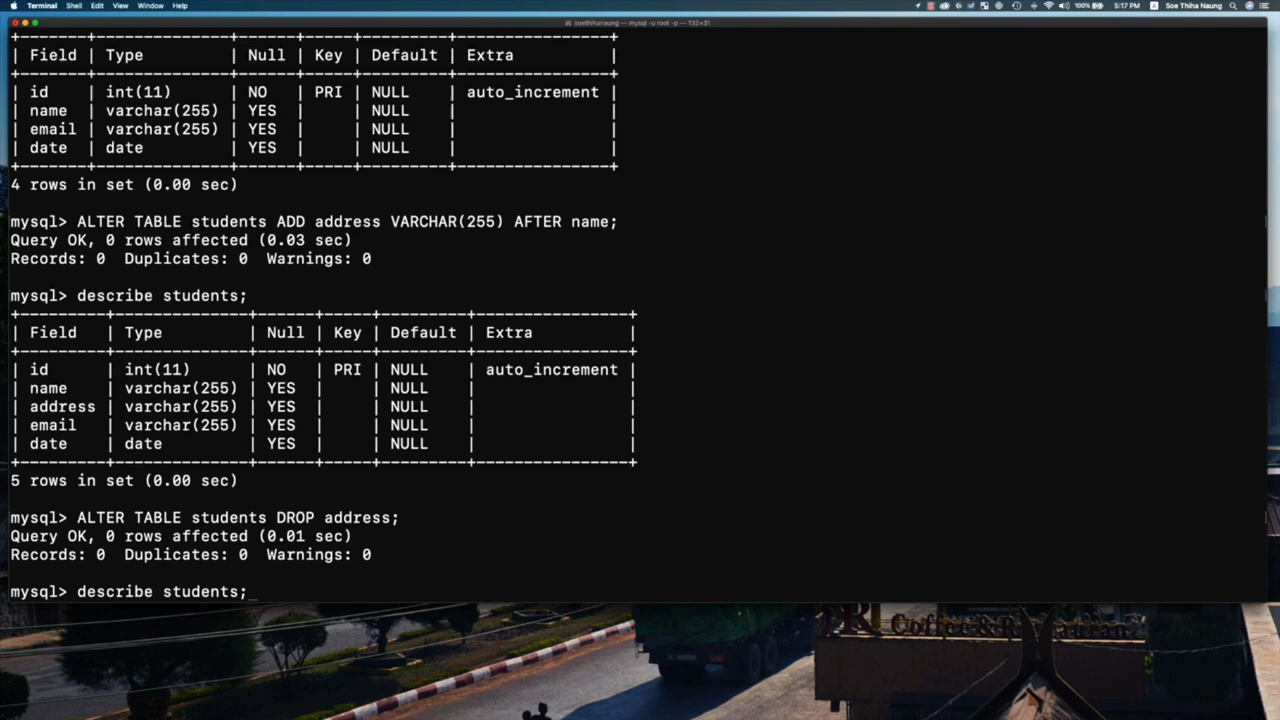 Terminal Shell Edit View Window Help 100% 5:17 PM Soe Thiha Naung
soethihanaung — mysql -u root -p — 132×31
+--------+--------------+------+-----+---------+----------------+
| Field  | Type         | Null | Key | Default | Extra          |
+--------+--------------+------+-----+---------+----------------+
| id     | int(11)      | NO   | PRI | NULL    | auto_increment |
| name   | varchar(255) | YES  |     | NULL    |                |
| email  | varchar(255) | YES  |     | NULL    |                |
| date   | date         | YES  |     | NULL    |                |
+--------+--------------+------+-----+---------+----------------+
4 rows in set (0.00 sec)
mysql> ALTER TABLE students ADD address VARCHAR(255) AFTER name;
Query OK, 0 rows affected (0.03 sec)
Records: 0  Duplicates: 0  Warnings: 0
mysql> describe students;
+---------+--------------+------+-----+---------+----------------+
| Field   | Type         | Null | Key | Default | Extra          |
+---------+--------------+------+-----+---------+----------------+
| id      | int(11)      | NO   | PRI | NULL    | auto_increment |
| name    | varchar(255) | YES  |     | NULL    |                |
| address | varchar(255) | YES  |     | NULL    |                |
| email   | varchar(255) | YES  |     | NULL    |                |
| date    | date         | YES  |     | NULL    |                |
+---------+--------------+------+-----+---------+----------------+
5 rows in set (0.00 sec)
mysql> ALTER TABLE students DROP address;
Query OK, 0 rows affected (0.01 sec)
Records: 0  Duplicates: 0  Warnings: 0
mysql> describe students;
Coffee&R